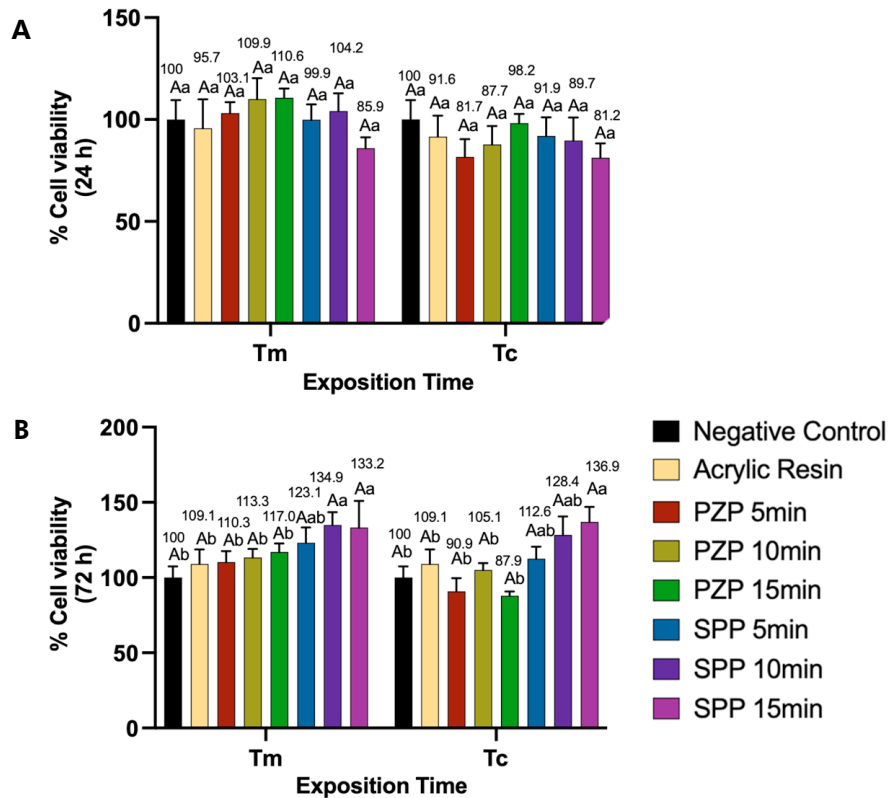 A
150
100
50
0
% Cell viability
(24 h)
100
Aa
95.7
Aa
103.1
Aa
109.9
Aa
110.6
Aa
99.9
Aa
104.2
Aa
85.9
Aa
100
Aa
91.6
Aa
81.7
Aa
87.7
Aa
98.2
Aa
91.9
Aa
89.7
Aa
81.2
Aa
Tm
Tc
Exposition Time
B
200
150
100
50
0
% Cell viability
(72 h)
100
Ab
109.1
Ab
110.3
Ab
113.3
Ab
117.0
Ab
123.1
Aab
134.9
Aa
133.2
Aa
100
Ab
109.1
Ab
90.9
Ab
105.1
Ab
87.9
Ab
112.6
Aab
128.4
Aab
136.9
Aa
Tm
Tc
Exposition Time
Negative Control
Acrylic Resin
PZP 5min
PZP 10min
PZP 15min
SPP 5min
SPP 10min
SPP 15min